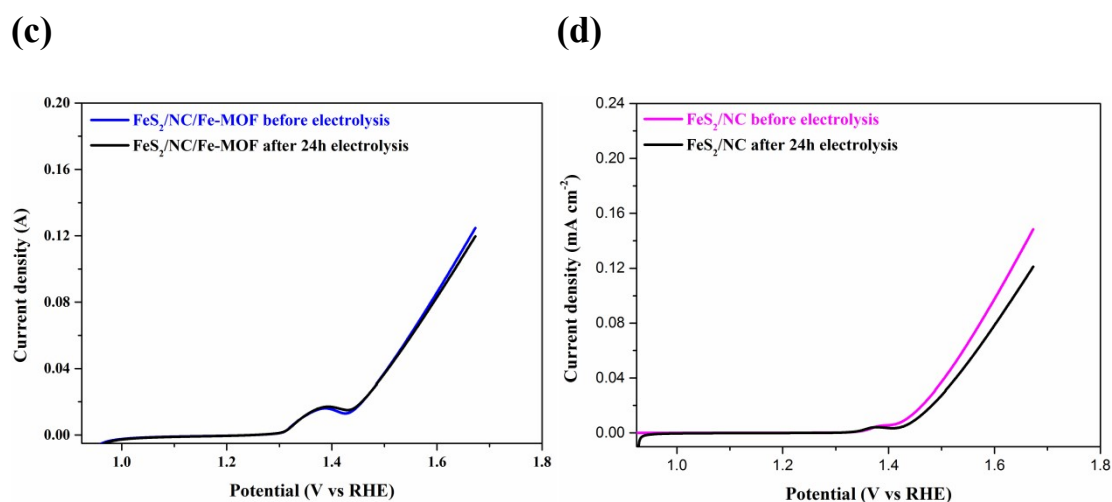 (c)
(d)
FeS₂/NC/Fe-MOF before electrolysis
FeS₂/NC/Fe-MOF after 24h electrolysis
0.20
0.16
0.12
0.08
0.04
0.00
Current density (A)
1.0 1.2 1.4 1.6 1.8
Potential (V vs RHE)
FeS₂/NC before electrolysis
FeS₂/NC after 24h electrolysis
0.24
0.20
0.16
0.12
0.08
0.04
0.00
Current density (mA cm⁻²)
1.0 1.2 1.4 1.6 1.8
Potential (V vs RHE)